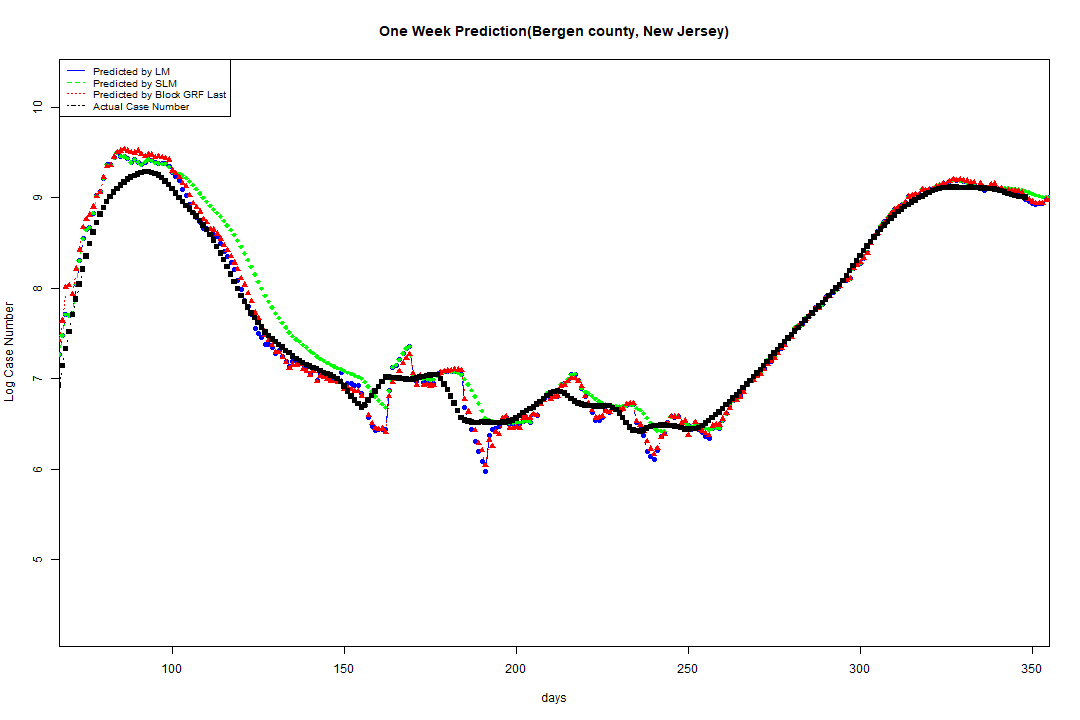 One Week Prediction(Bergen county, New Jersey)
Predicted by LM
Predicted by SLM
Predicted by Block GRF Last
Actual Case Number
10
9
8
7
6
5
Log Case Number
100 150 200 250 300 350
days